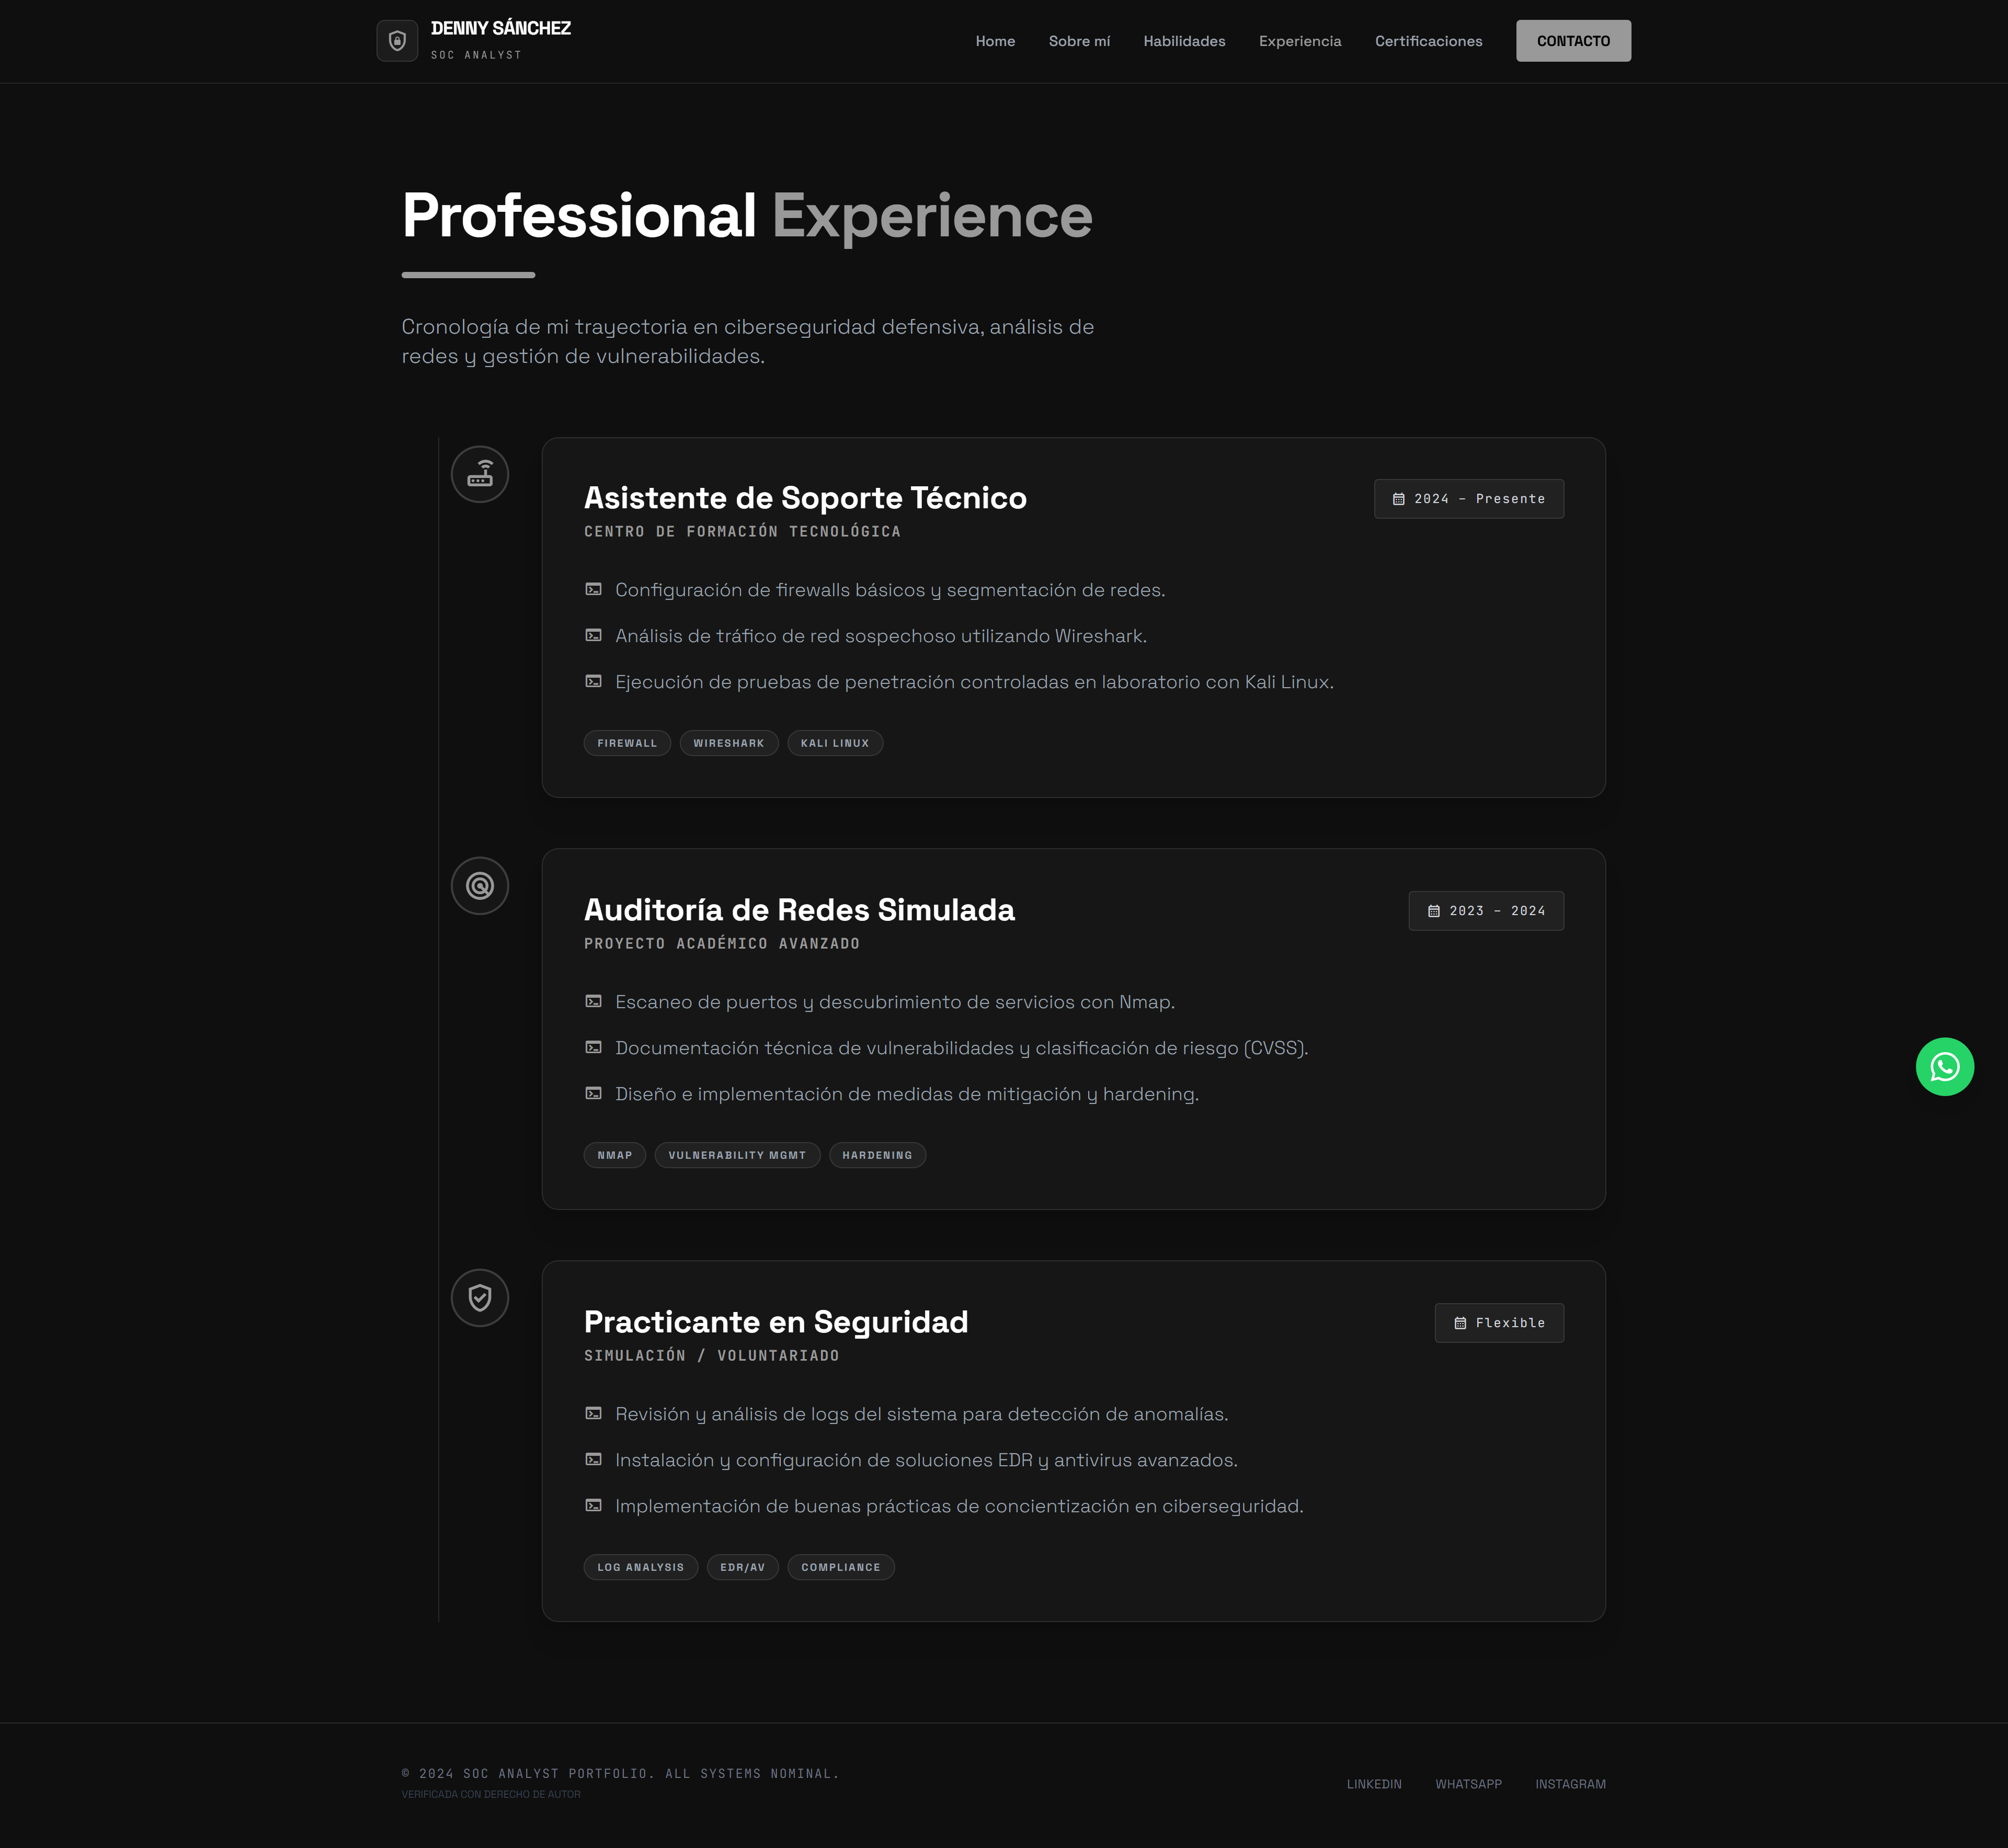 DENNY SÁNCHEZ
SOC ANALYST
Home
Sobre mí
Habilidades
Experiencia
Certificaciones
CONTACTO
Professional Experience
Cronología de mi trayectoria en ciberseguridad defensiva, análisis de
redes y gestión de vulnerabilidades.
Asistente de Soporte Técnico
2024 – Presente
CENTRO DE FORMACIÓN TECNOLÓGICA
Configuración de firewalls básicos y segmentación de redes.
Análisis de tráfico de red sospechoso utilizando Wireshark.
Ejecución de pruebas de penetración controladas en laboratorio con Kali Linux.
FIREWALL
WIRESHARK
KALI LINUX
Auditoría de Redes Simulada
2023 – 2024
PROYECTO ACADÉMICO AVANZADO
Escaneo de puertos y descubrimiento de servicios con Nmap.
Documentación técnica de vulnerabilidades y clasificación de riesgo (CVSS).
Diseño e implementación de medidas de mitigación y hardening.
NMAP
VULNERABILITY MGMT
HARDENING
Practicante en Seguridad
Flexible
SIMULACIÓN / VOLUNTARIADO
Revisión y análisis de logs del sistema para detección de anomalías.
Instalación y configuración de soluciones EDR y antivirus avanzados.
Implementación de buenas prácticas de concientización en ciberseguridad.
LOG ANALYSIS
EDR/AV
COMPLIANCE
© 2024 SOC ANALYST PORTFOLIO. ALL SYSTEMS NOMINAL.
VERIFICADA CON DERECHO DE AUTOR
LINKEDIN
WHATSAPP
INSTAGRAM